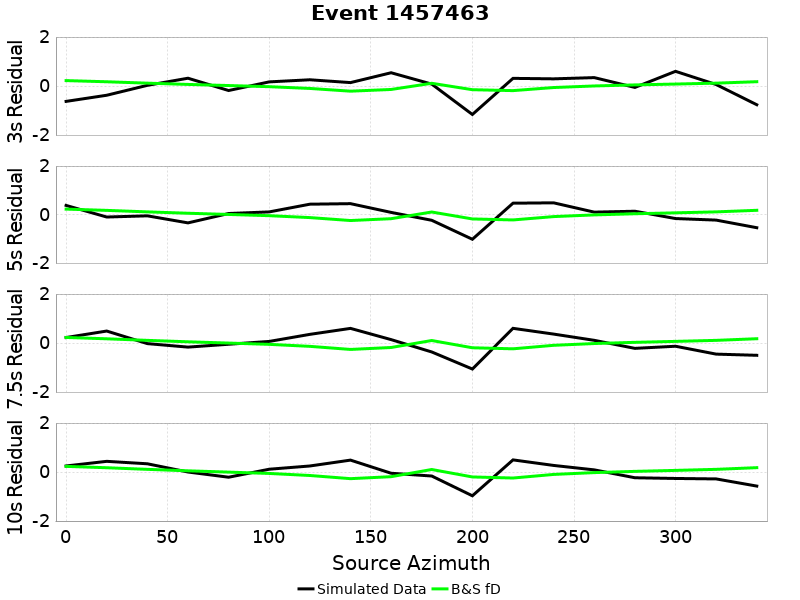 Event 1457463
3s Residual
2
0
-2
5s Residual
2
0
-2
7.5s Residual
2
0
-2
10s Residual
2
0
-2
0 50 100 150 200 250 300
Source Azimuth
Simulated Data B&S fD